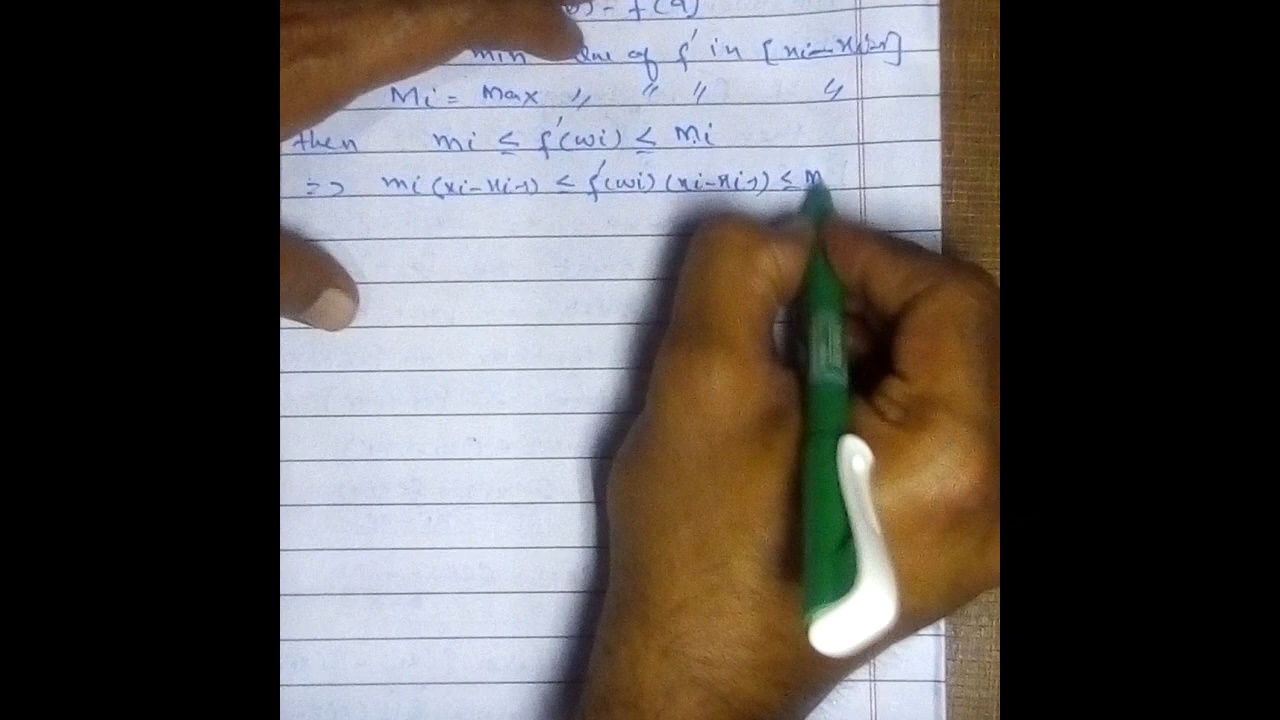 - f(a)
min value of f' in [xi-xi-1]
Mi = Max " " " "
then mi ≤ f'(wi) ≤ Mi
=> mi(xi-xi-1) ≤ f'(wi)(xi-xi-1) ≤ M